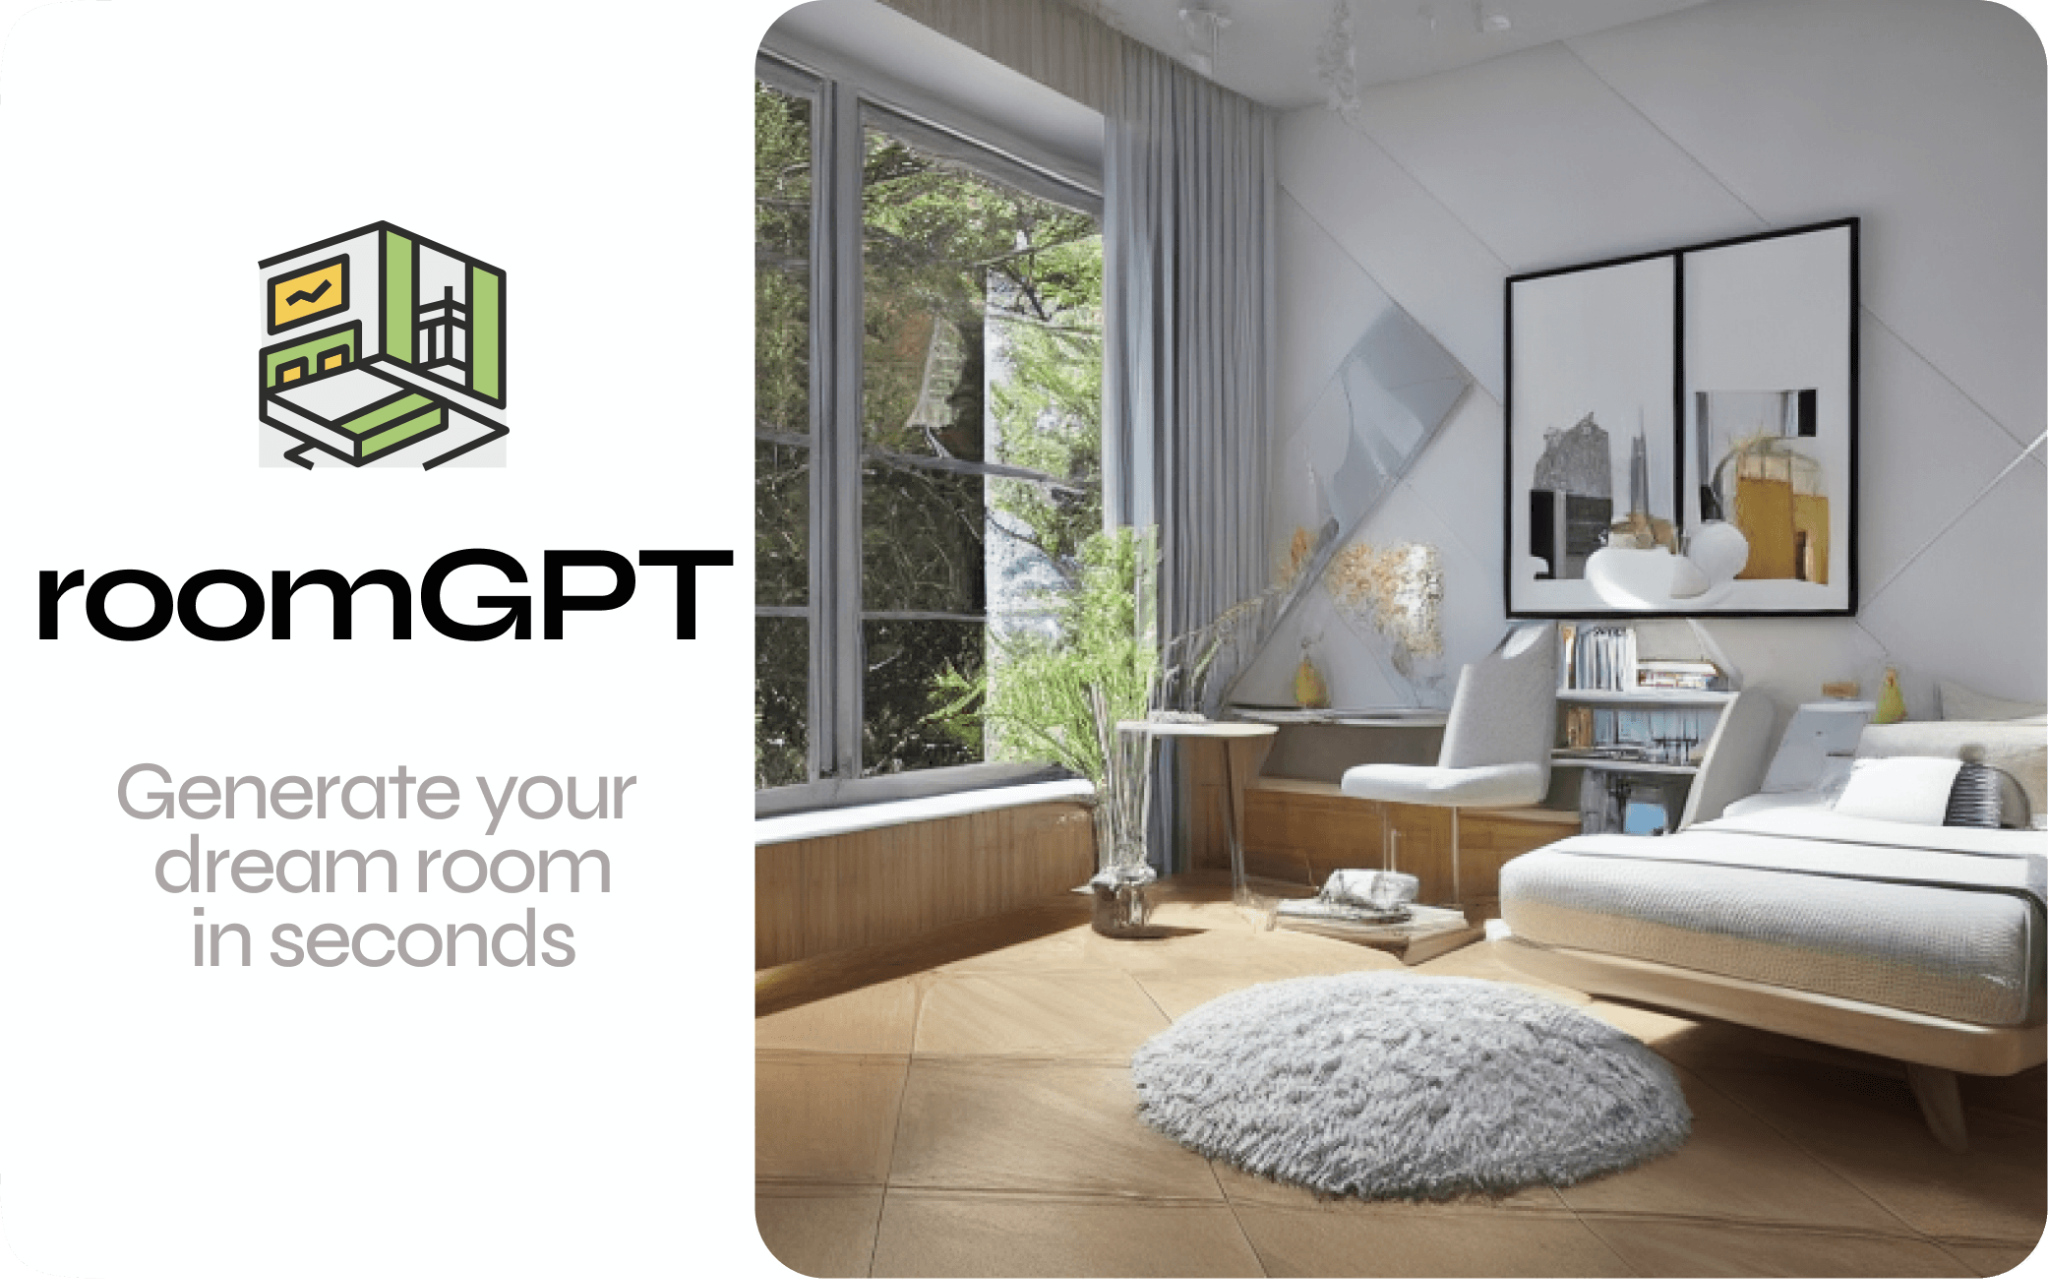 roomGPT
Generate your
dream room
in seconds